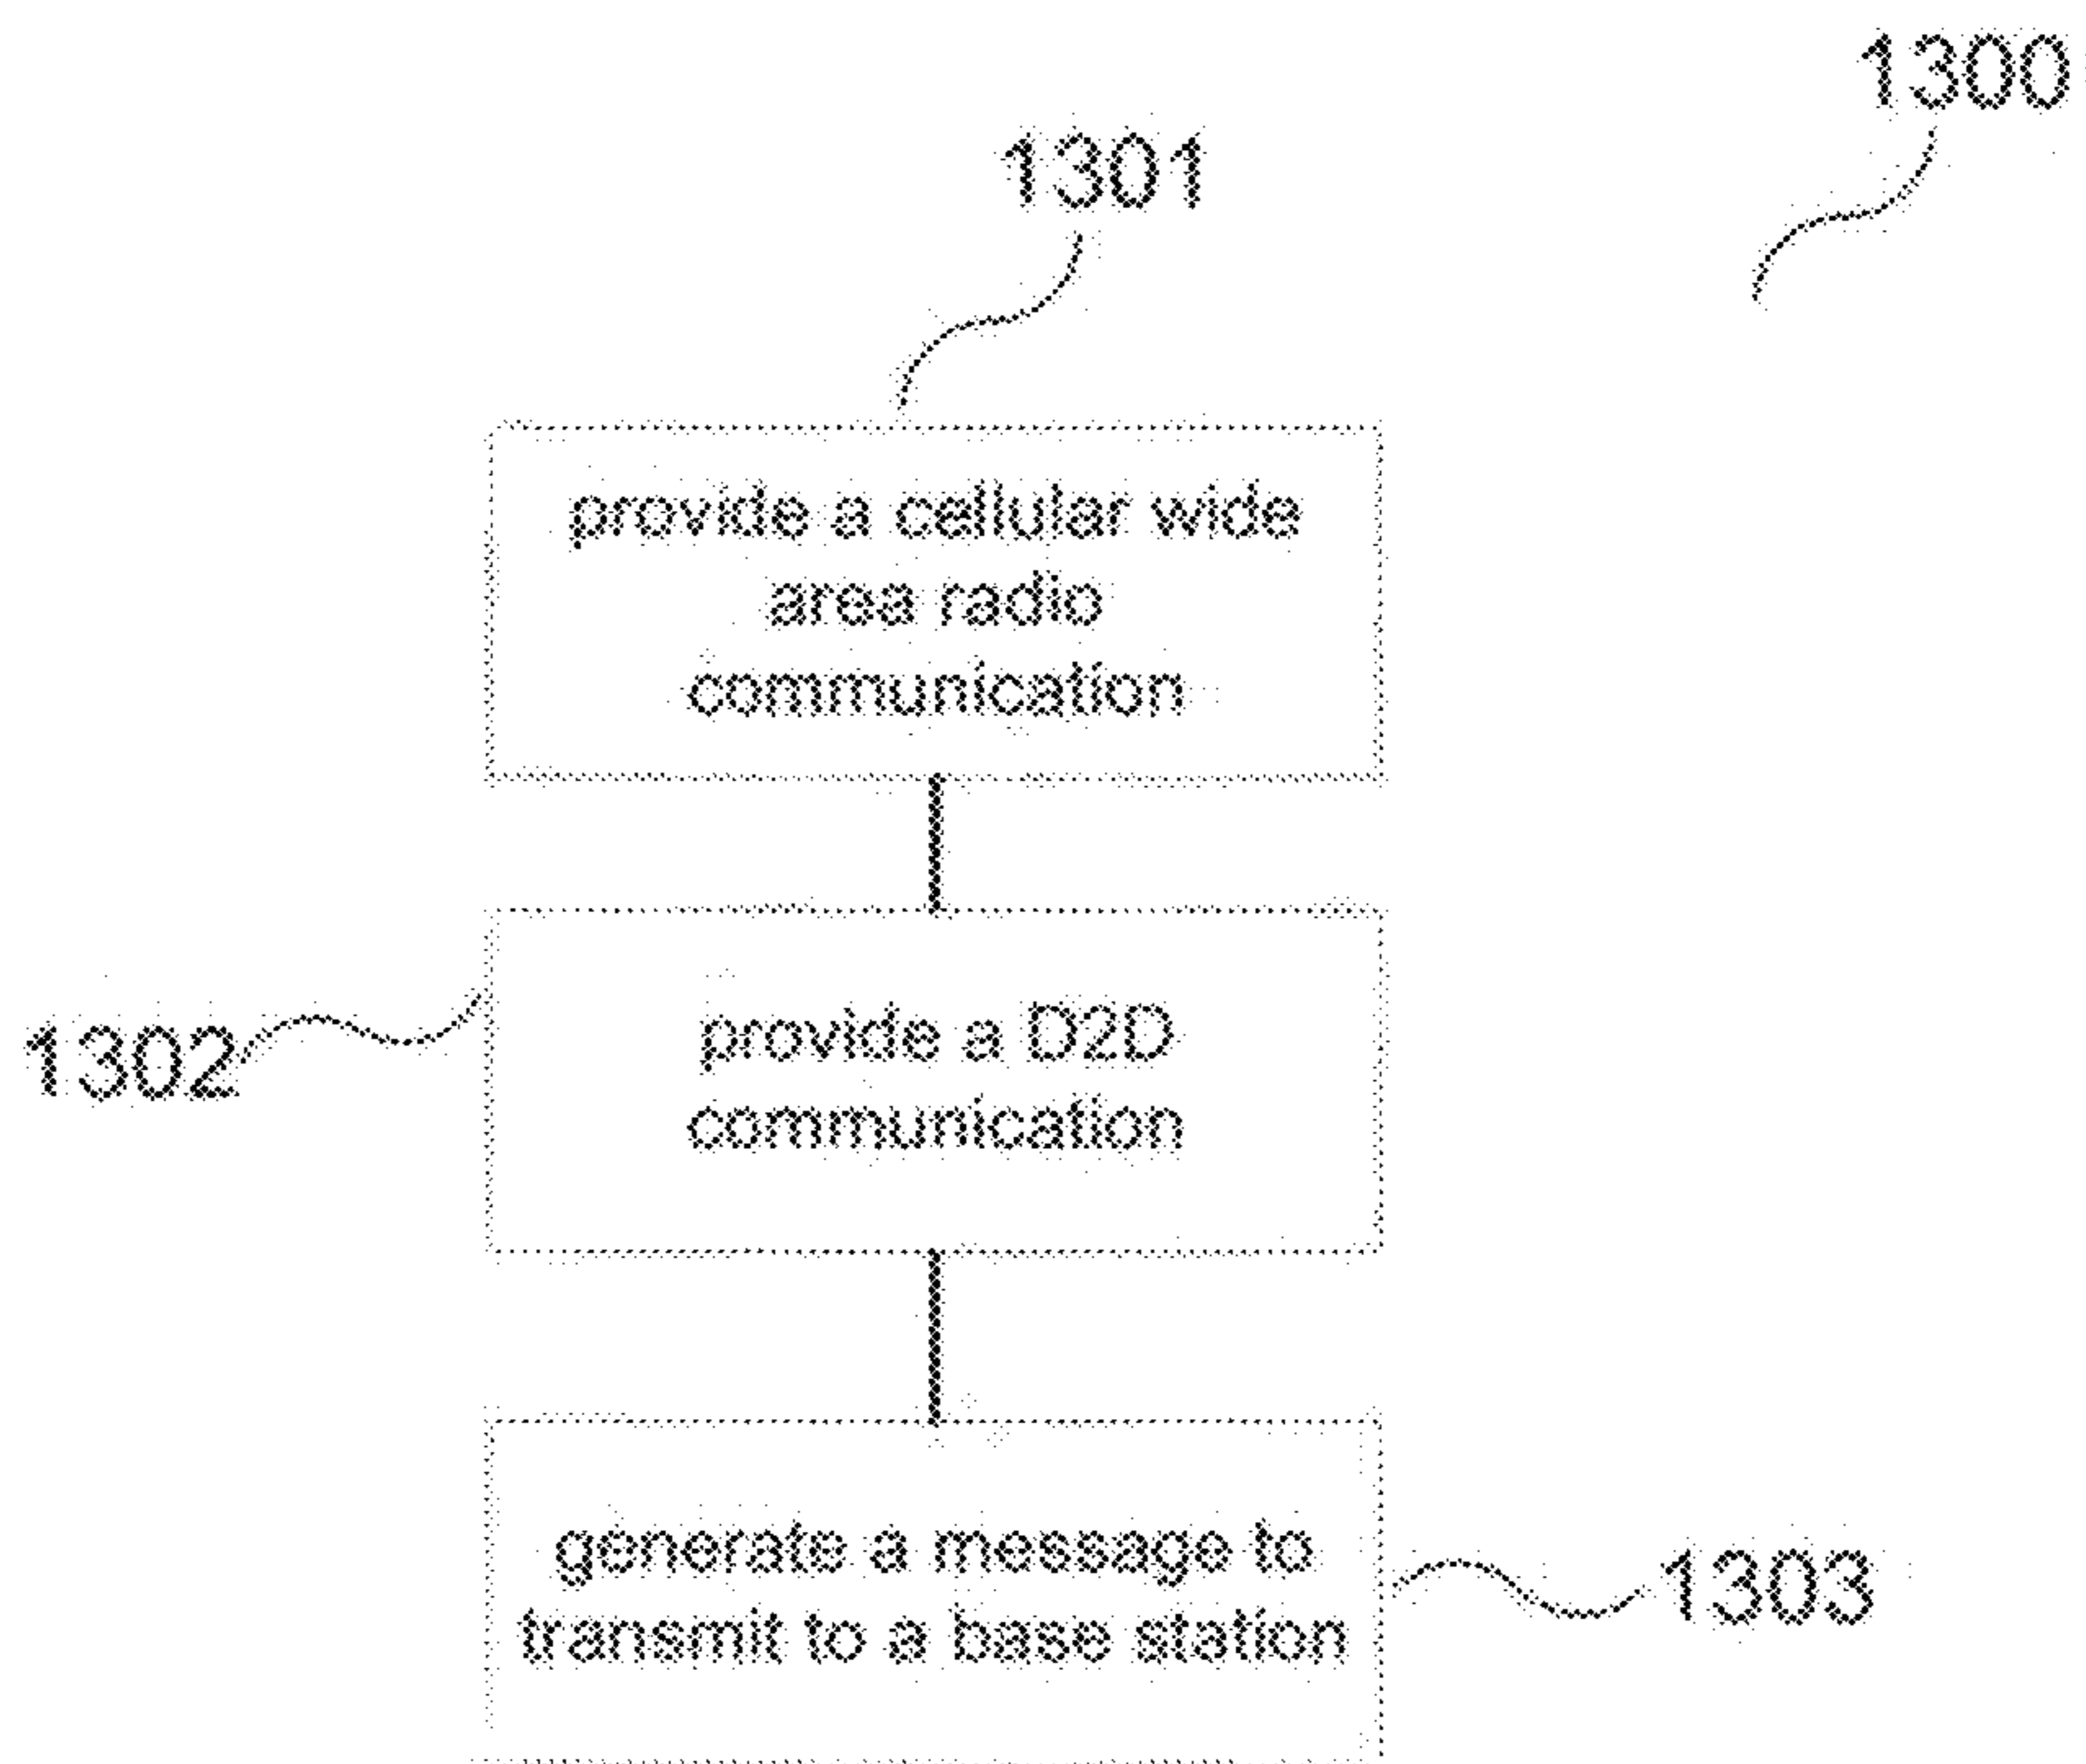 1300
1301
provide a cellular wide
area radio
communication
1302
provide a D2D
communication
generate a message to
transmit to a base station
1303